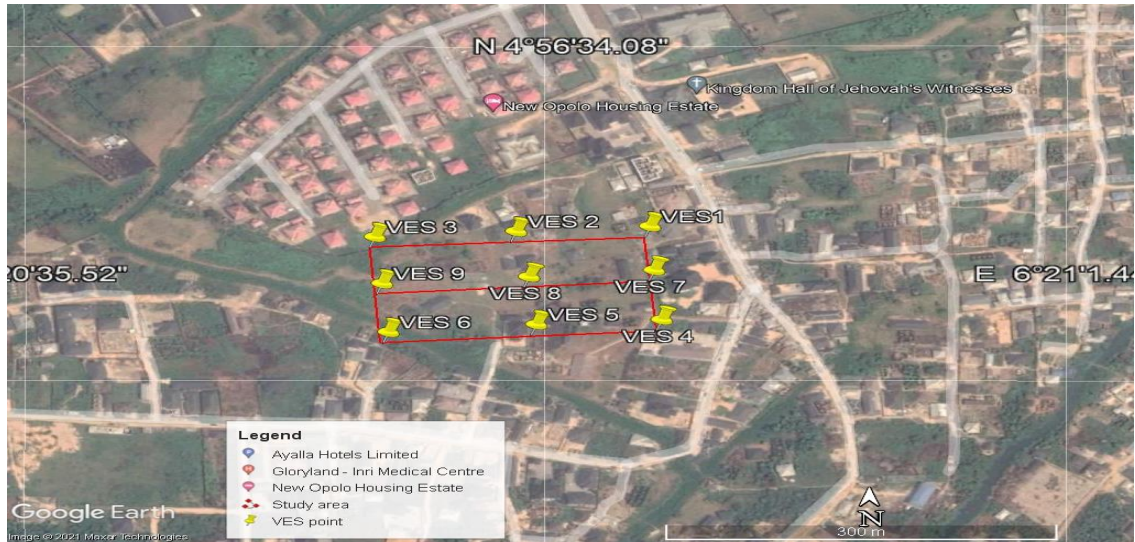 N 4°56'34.08"
Kingdom Hall of Jehovah's Witnesses
New Opolo Housing Estate
VES 3
VES 2
VES1
20'35.52"
VES 9
VES 8
VES 7
E 6°21'1.44
VES 6
VES 5
VES 4
Legend
Ayalla Hotels Limited
Gloryland - Inri Medical Centre
New Opolo Housing Estate
Study area
VES point
Google Earth
Image © 2021 Maxar Technologies
N
300 m